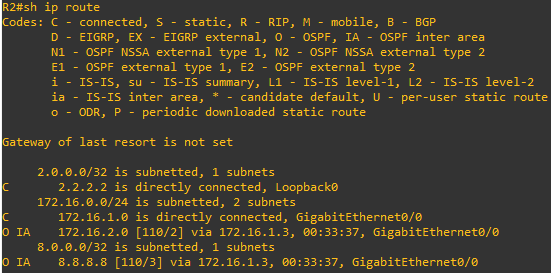 R2#sh ip route
Codes: C - connected, S - static, R - RIP, M - mobile, B - BGP
       D - EIGRP, EX - EIGRP external, O - OSPF, IA - OSPF inter area
       N1 - OSPF NSSA external type 1, N2 - OSPF NSSA external type 2
       E1 - OSPF external type 1, E2 - OSPF external type 2
       i - IS-IS, su - IS-IS summary, L1 - IS-IS level-1, L2 - IS-IS level-2
       ia - IS-IS inter area, * - candidate default, U - per-user static route
       o - ODR, P - periodic downloaded static route
Gateway of last resort is not set
     2.0.0.0/32 is subnetted, 1 subnets
C       2.2.2.2 is directly connected, Loopback0
     172.16.0.0/24 is subnetted, 2 subnets
C       172.16.1.0 is directly connected, GigabitEthernet0/0
O IA    172.16.2.0 [110/2] via 172.16.1.3, 00:33:37, GigabitEthernet0/0
     8.0.0.0/32 is subnetted, 1 subnets
O IA    8.8.8.8 [110/3] via 172.16.1.3, 00:33:37, GigabitEthernet0/0